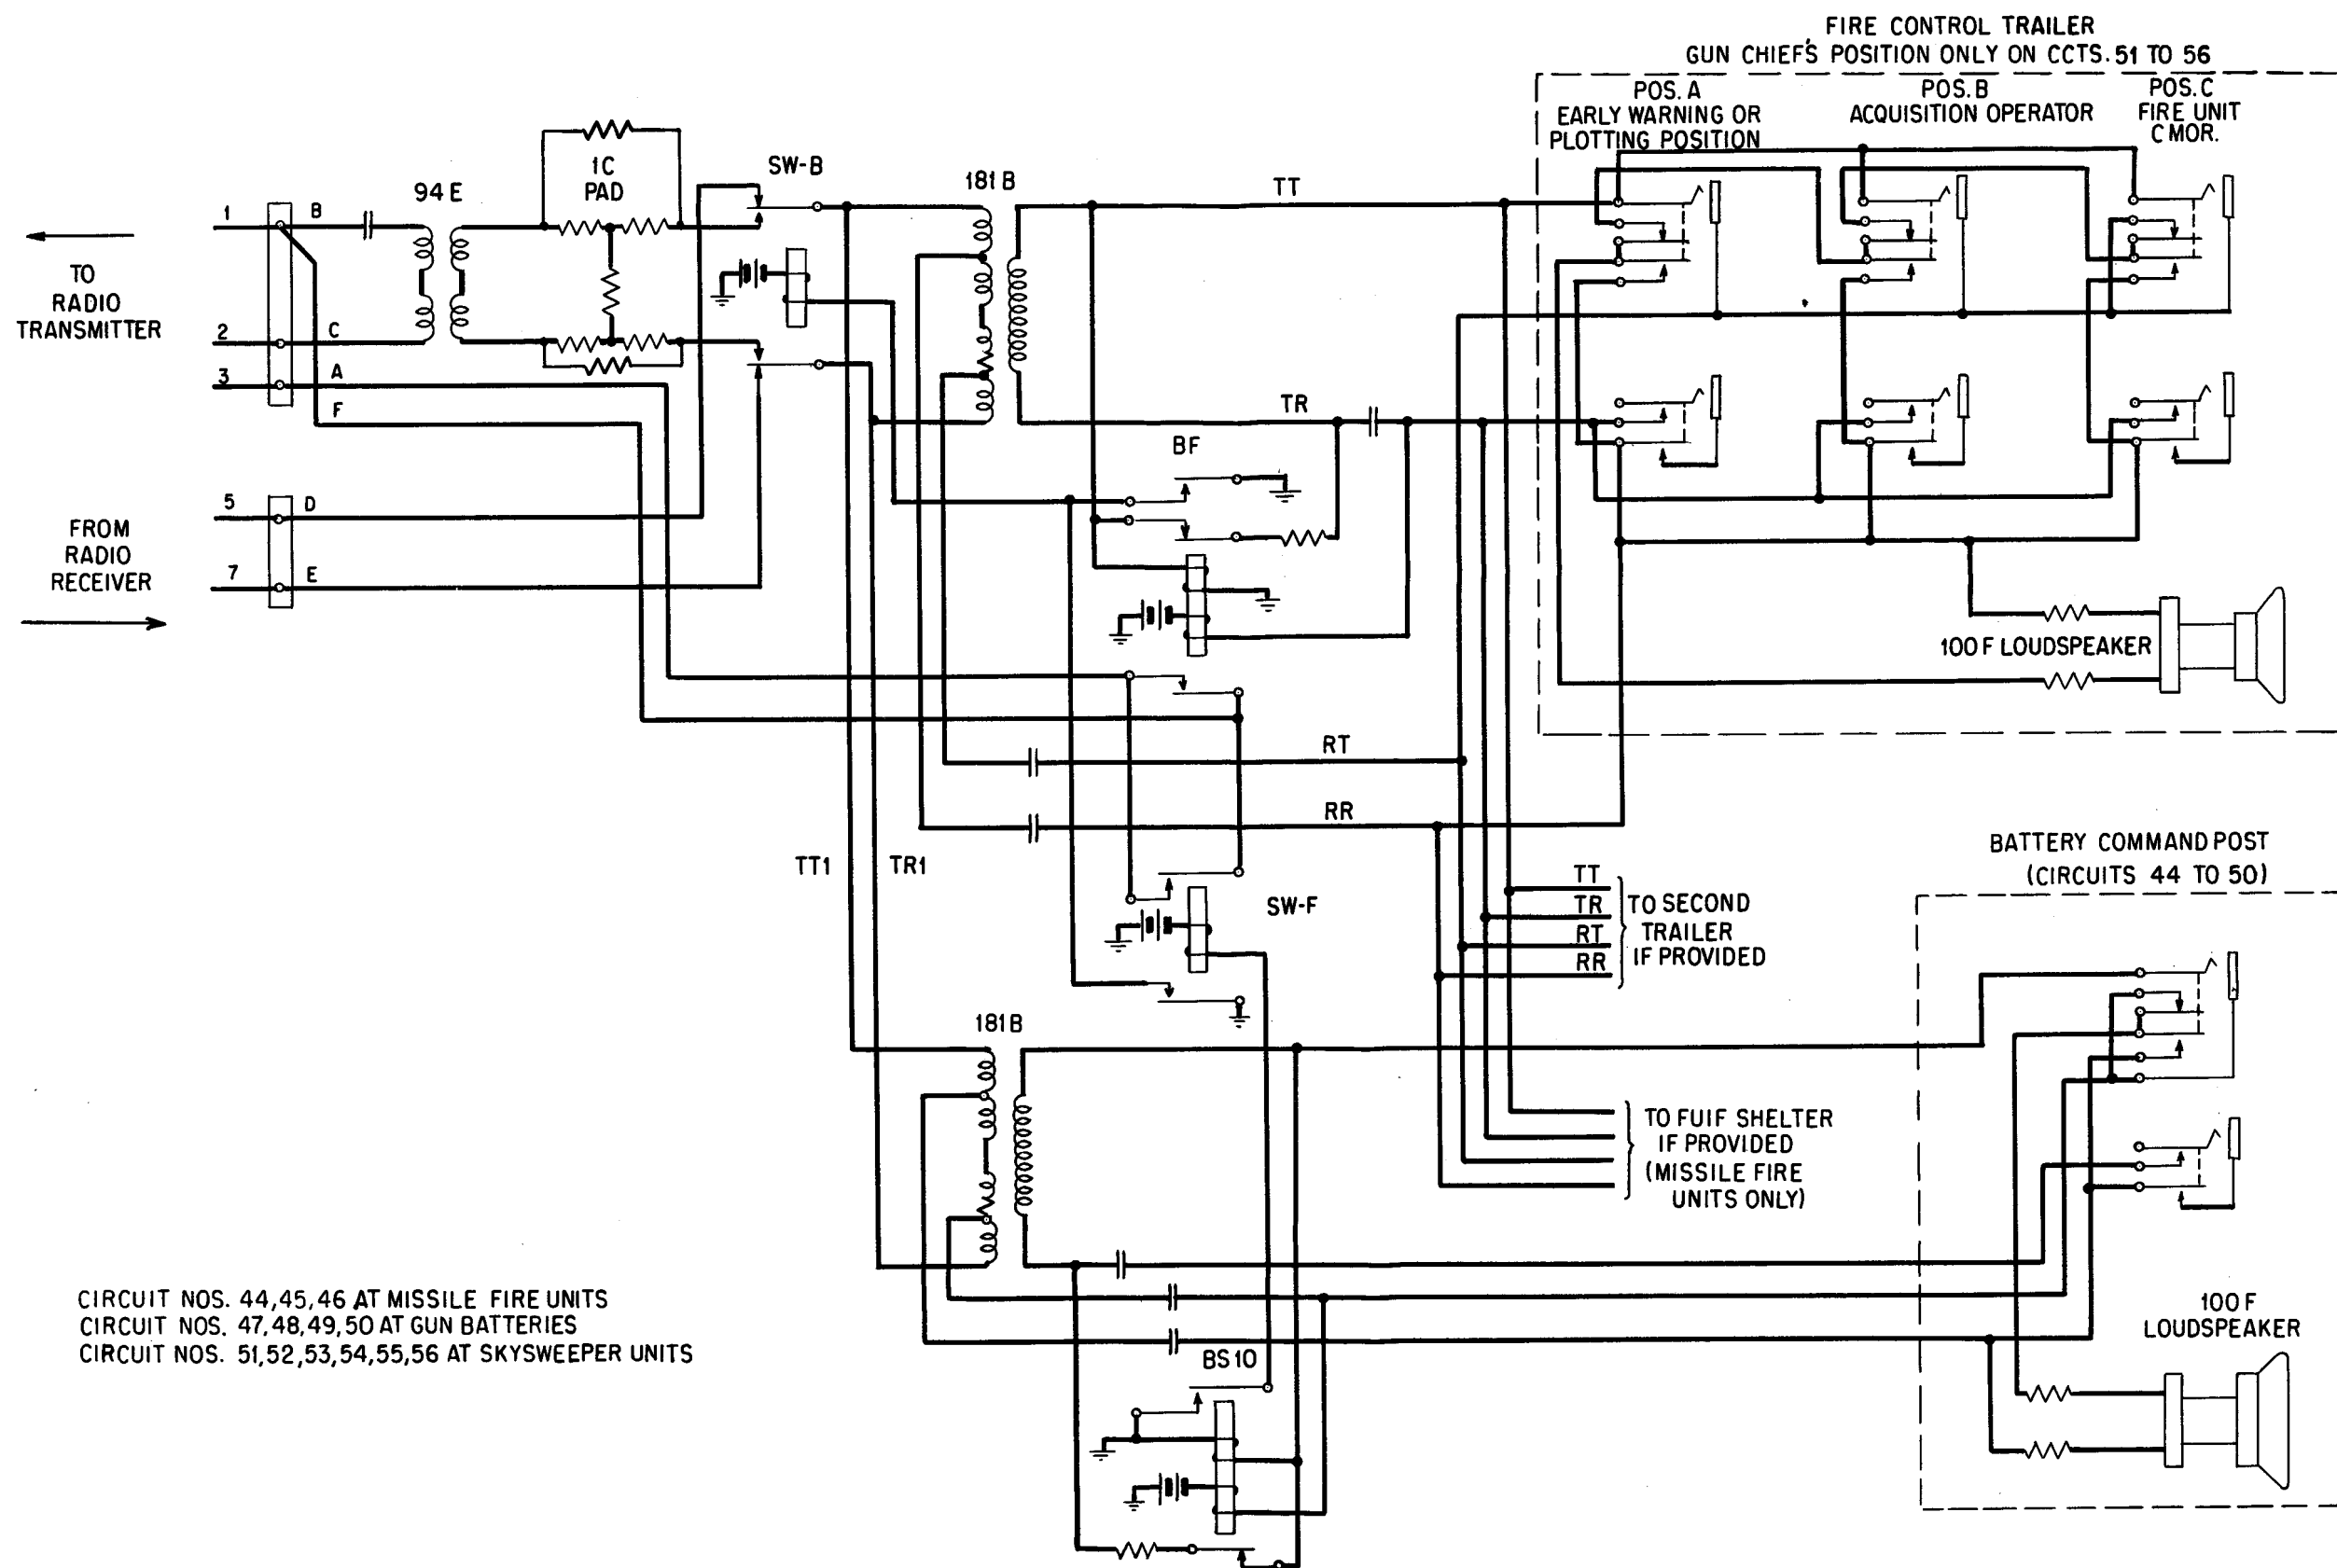 FIRE CONTROL TRAILER
GUN CHIEF'S POSITION ONLY ON CCTS. 51 TO 56
POS. A
EARLY WARNING OR
PLOTTING POSITION
POS. B
ACQUISITION OPERATOR
POS. C
FIRE UNIT
CMOR.
1C
PAD
SW-B
94E
181B
TT
1
B
TO
RADIO
TRANSMITTER
2
C
3
A
F
TR
BF
5
D
FROM
RADIO
RECEIVER
7
E
100F LOUDSPEAKER
RT
RR
TT1
TR1
SW-F
BATTERY COMMAND POST
(CIRCUITS 44 TO 50)
TT
TR
RT
RR
TO SECOND
TRAILER
IF PROVIDED
181B
TO FUIF SHELTER
IF PROVIDED
(MISSILE FIRE
UNITS ONLY)
CIRCUIT NOS. 44,45,46 AT MISSILE FIRE UNITS
CIRCUIT NOS. 47,48,49,50 AT GUN BATTERIES
CIRCUIT NOS. 51,52,53,54,55,56 AT SKYSWEEPER UNITS
100F
LOUDSPEAKER
BS10